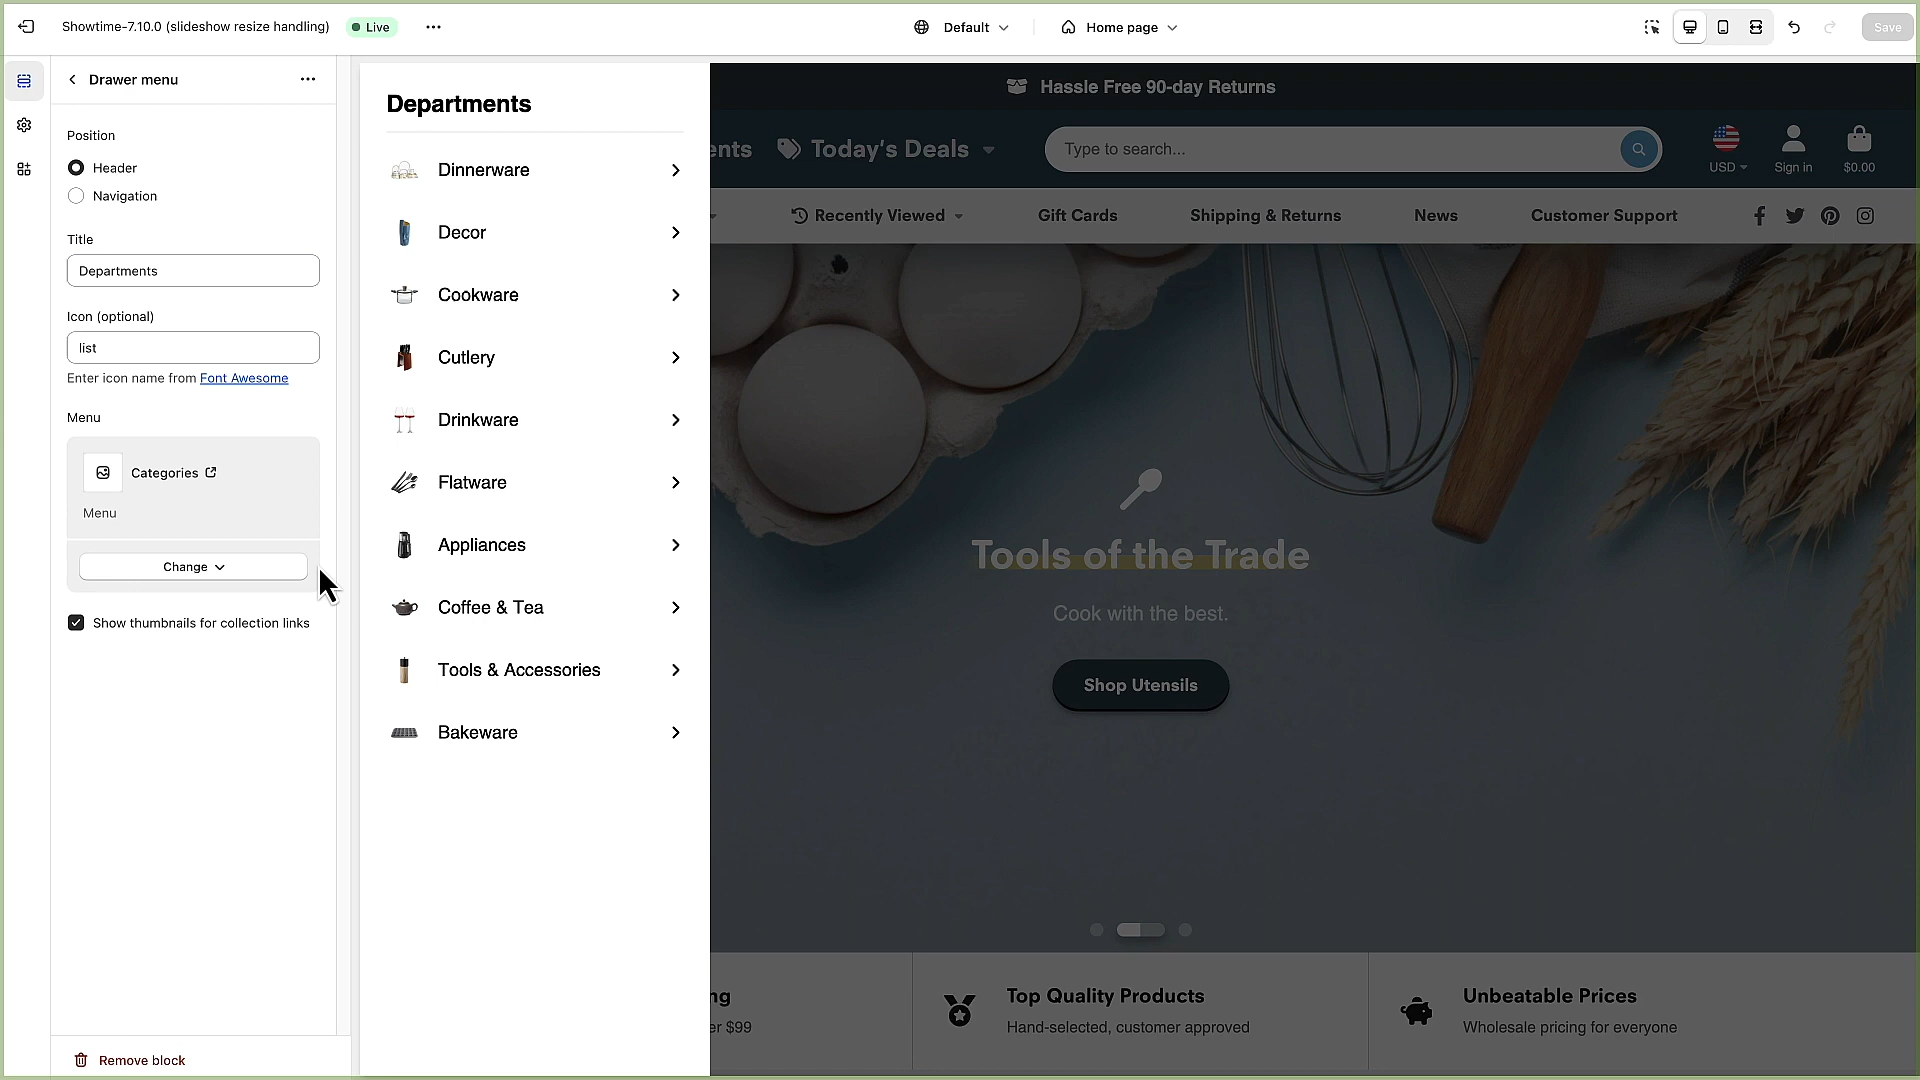 Showtime-7.10.0 (slideshow resize handling)
Live
Default
Home page
Save
Drawer menu
Position
Header
Navigation
Title
Departments
Icon (optional)
list
Enter icon name from Font Awesome
Menu
Categories
Menu
Change
Show thumbnails for collection links
Remove block
Departments
Dinnerware
Decor
Cookware
Cutlery
Drinkware
Flatware
Appliances
Coffee & Tea
Tools & Accessories
Bakeware
Hassle Free 90-day Returns
ents
Today's Deals
Type to search...
USD
Sign in
$0.00
Recently Viewed
Gift Cards
Shipping & Returns
News
Customer Support
Tools of the Trade
Cook with the best.
Shop Utensils
ng
er $99
Top Quality Products
Hand-selected, customer approved
Unbeatable Prices
Wholesale pricing for everyone